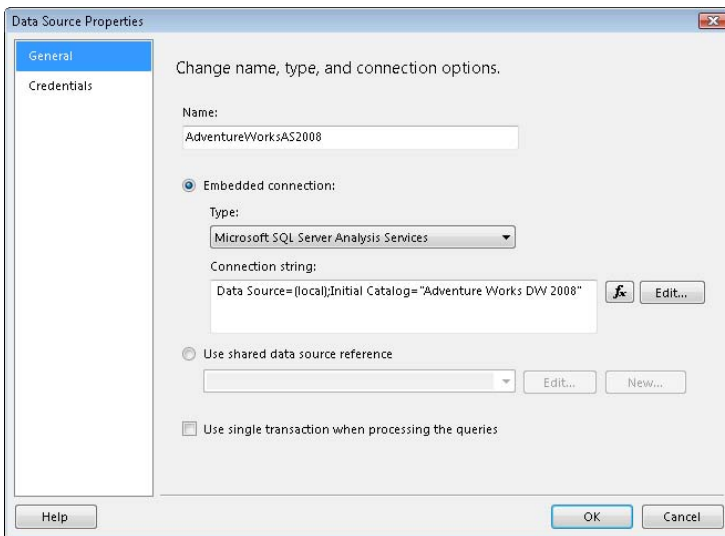 Data Source Properties
General
Credentials
Change name, type, and connection options.
Name:
AdventureWorksAS2008
Embedded connection:
Type:
Microsoft SQL Server Analysis Services
Connection string:
Data Source=(local);Initial Catalog="Adventure Works DW 2008"
fx
Edit...
Use shared data source reference
Edit...
New...
Use single transaction when processing the queries
Help
OK
Cancel